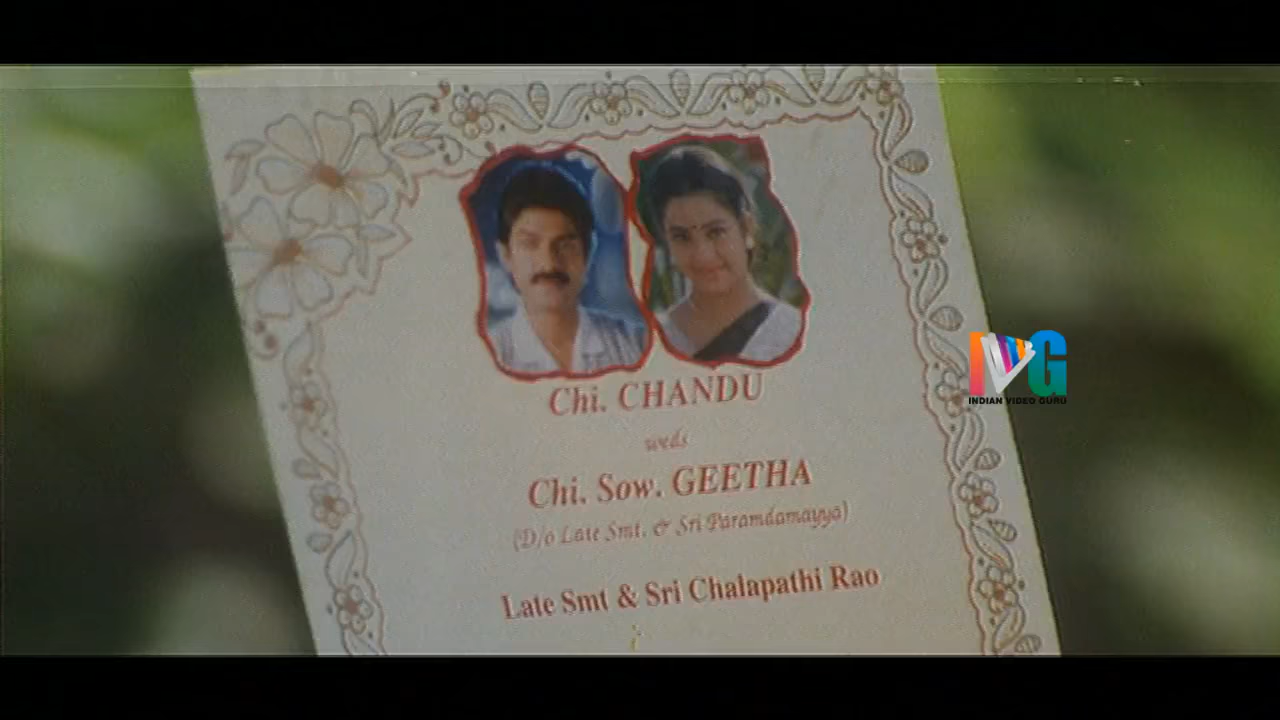 Chi. CHANDU
weds
Chi. Sow. GEETHA
(D/o Late Smt. & Sri Paramdamayya)
Late Smt & Sri Chalapathi Rao
IVG
INDIAN VIDEO GURU